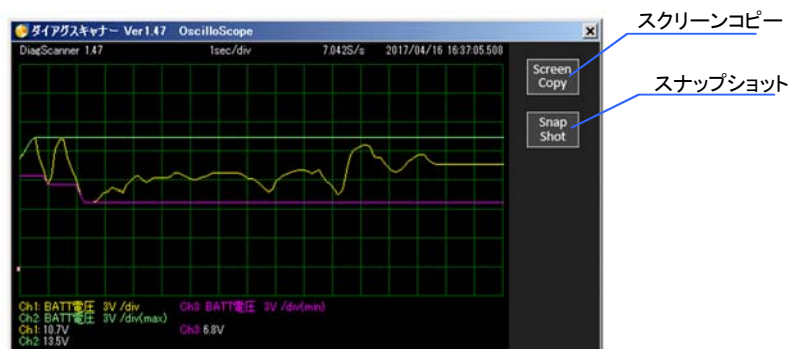 ダイアグスキャナー Ver1.47 OscilloScope
DiagScanner 1.47 1sec/div 7.042S/s 2017/04/16 16:37:05.508
スクリーンコピー
Screen
Copy
スナップショット
Snap
Shot
Ch1: BATT電圧 3V /div Ch3: BATT電圧 3V /div(min)
Ch2: BATT電圧 3V /div(max)
Ch1: 10.7V Ch3: 6.8V
Ch2: 13.5V